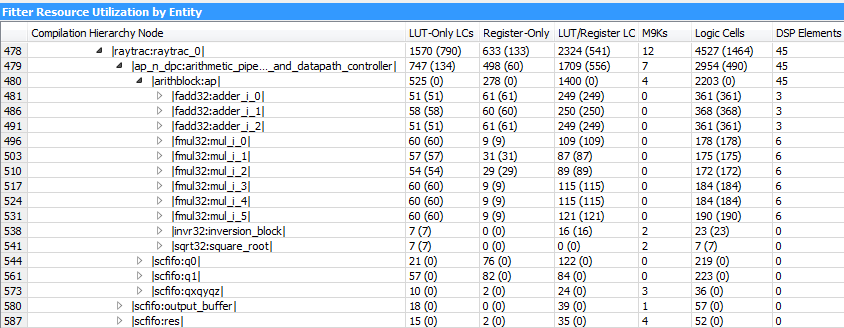 Fitter Resource Utilization by Entity
Compilation Hierarchy Node LUT-Only LCs Register-Only LUT/Register LC M9Ks Logic Cells DSP Elements
478 |raytrac:raytrac_0| 1570 (790) 633 (133) 2324 (541) 12 4527 (1464) 45
479 |ap_n_dpc:arithmetic_pipe..._and_datapath_controller| 747 (134) 498 (60) 1709 (556) 7 2954 (490) 45
480 |arithblock:ap| 525 (0) 278 (0) 1400 (0) 4 2203 (0) 45
481 |fadd32:adder_i_0| 51 (51) 61 (61) 249 (249) 0 361 (361) 3
486 |fadd32:adder_i_1| 58 (58) 60 (60) 250 (250) 0 368 (368) 3
491 |fadd32:adder_i_2| 51 (51) 61 (61) 249 (249) 0 361 (361) 3
496 |fmul32:mul_i_0| 60 (60) 9 (9) 109 (109) 0 178 (178) 6
503 |fmul32:mul_i_1| 57 (57) 31 (31) 87 (87) 0 175 (175) 6
510 |fmul32:mul_i_2| 54 (54) 29 (29) 89 (89) 0 172 (172) 6
517 |fmul32:mul_i_3| 60 (60) 9 (9) 115 (115) 0 184 (184) 6
524 |fmul32:mul_i_4| 60 (60) 9 (9) 115 (115) 0 184 (184) 6
531 |fmul32:mul_i_5| 60 (60) 9 (9) 121 (121) 0 190 (190) 6
538 |invr32:inversion_block| 7 (7) 0 (0) 16 (16) 2 23 (23) 0
541 |sqrt32:square_root| 7 (7) 0 (0) 0 (0) 2 7 (7) 0
544 |scfifo:q0| 21 (0) 76 (0) 122 (0) 0 219 (0) 0
561 |scfifo:q1| 57 (0) 82 (0) 84 (0) 0 223 (0) 0
573 |scfifo:qxqyqz| 10 (0) 2 (0) 24 (0) 3 36 (0) 0
580 |scfifo:output_buffer| 18 (0) 0 (0) 39 (0) 1 57 (0) 0
587 |scfifo:res| 15 (0) 2 (0) 35 (0) 4 52 (0) 0